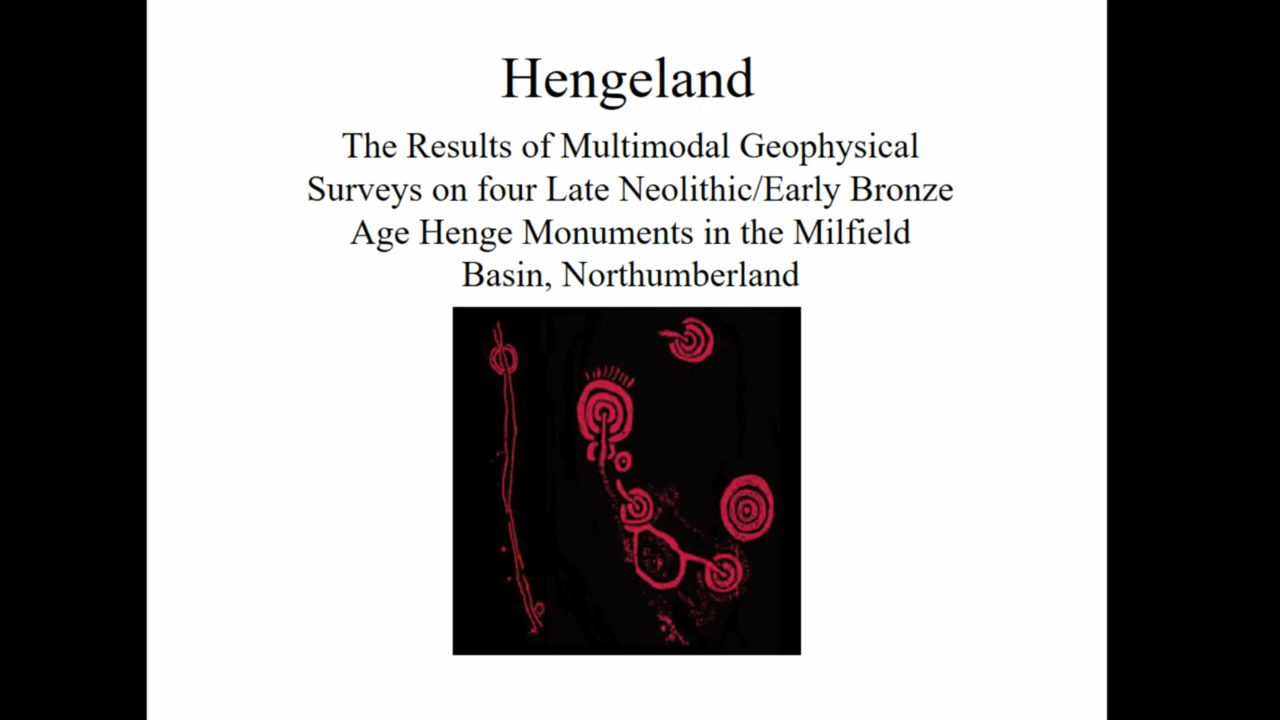 Hengeland
The Results of Multimodal Geophysical
Surveys on four Late Neolithic/Early Bronze
Age Henge Monuments in the Milfield
Basin, Northumberland